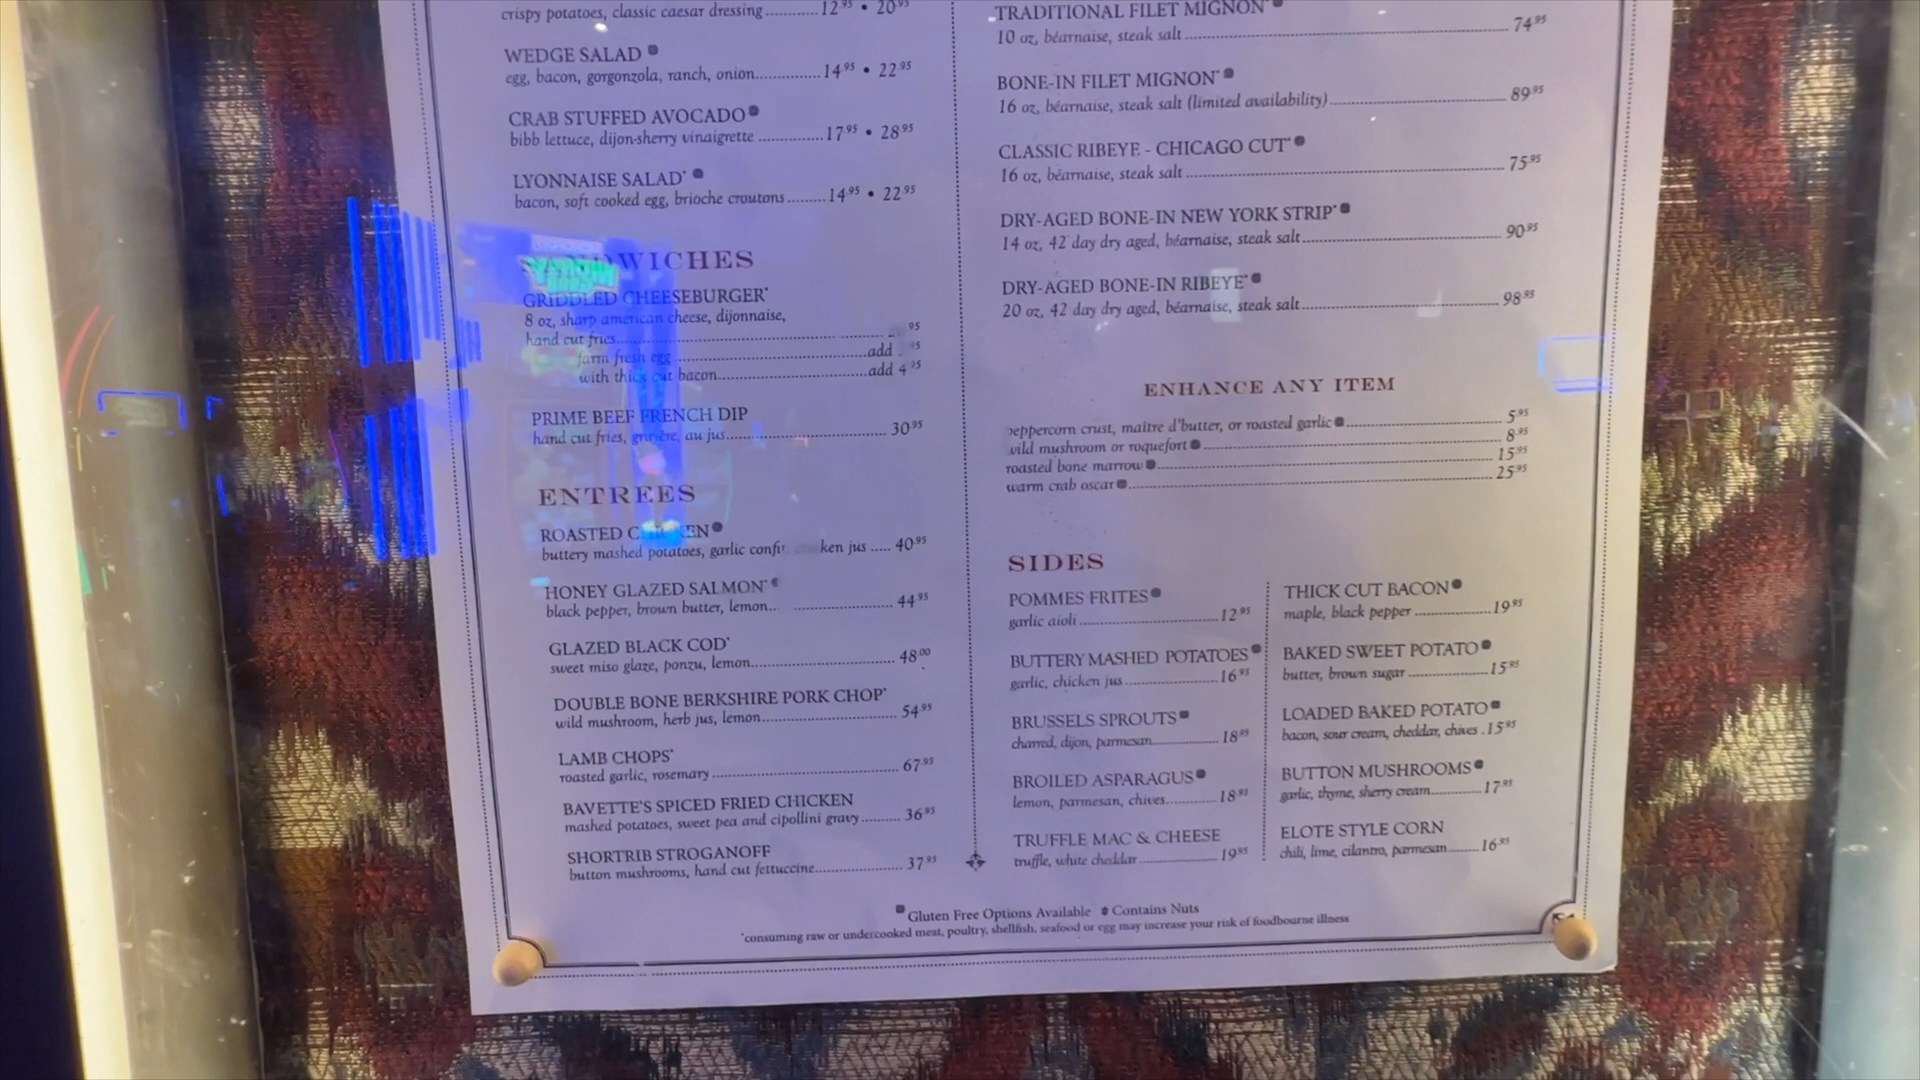 crispy potatoes, classic caesar dressing............12.95 • 20.95
WEDGE SALAD
egg, bacon, gorgonzola, ranch, onion..............14.95 • 22.95
CRAB STUFFED AVOCADO
bibb lettuce, dijon-sherry vinaigrette..............17.95 • 28.95
LYONNAISE SALAD*
bacon, soft cooked egg, brioche croutons.........14.95 • 22.95
SANDWICHES
GRIDDLED CHEESEBURGER*
8 oz, sharp american cheese, dijonnaise,
hand cut fries.......... 95
farm fresh egg..........add
with thick cut bacon..........add 4.95
PRIME BEEF FRENCH DIP
hand cut fries, gruyère, au jus..........30.95
ENTREES
ROASTED CHICKEN
buttery mashed potatoes, garlic confit, chicken jus .....40.95
HONEY GLAZED SALMON*
black pepper, brown butter, lemon..........44.95
GLAZED BLACK COD*
sweet miso glaze, ponzu, lemon..........48.00
DOUBLE BONE BERKSHIRE PORK CHOP*
wild mushroom, herb jus, lemon..........54.95
LAMB CHOPS*
roasted garlic, rosemary..........67.95
BAVETTE'S SPICED FRIED CHICKEN
mashed potatoes, sweet pea and cipollini gravy.........36.95
SHORTRIB STROGANOFF
button mushrooms, hand cut fettuccine..........37.95
TRADITIONAL FILET MIGNON*
10 oz, béarnaise, steak salt..........74.95
BONE-IN FILET MIGNON*
16 oz, béarnaise, steak salt (limited availability)..........89.95
CLASSIC RIBEYE - CHICAGO CUT*
16 oz, béarnaise, steak salt..........75.95
DRY-AGED BONE-IN NEW YORK STRIP*
14 oz, 42 day dry aged, béarnaise, steak salt..........90.95
DRY-AGED BONE-IN RIBEYE*
20 oz, 42 day dry aged, béarnaise, steak salt..........98.95
ENHANCE ANY ITEM
peppercorn crust, maître d'butter, or roasted garlic..........5.95
wild mushroom or roquefort..........8.95
roasted bone marrow..........15.95
warm crab oscar..........25.95
SIDES
POMMES FRITES
garlic aioli..........12.95
BUTTERY MASHED POTATOES
garlic, chicken jus..........16.95
BRUSSELS SPROUTS
charred, dijon, parmesan..........18.95
BROILED ASPARAGUS
lemon, parmesan, chives..........18.95
TRUFFLE MAC & CHEESE
truffle, white cheddar..........19.95
THICK CUT BACON
maple, black pepper..........19.95
BAKED SWEET POTATO
butter, brown sugar..........15.95
LOADED BAKED POTATO
bacon, sour cream, cheddar, chives .15.95
BUTTON MUSHROOMS
garlic, thyme, sherry cream..........17.95
ELOTE STYLE CORN
chili, lime, cilantro, parmesan..........16.95
Gluten Free Options Available Contains Nuts
*consuming raw or undercooked meat, poultry, shellfish, seafood or egg may increase your risk of foodbourne illness